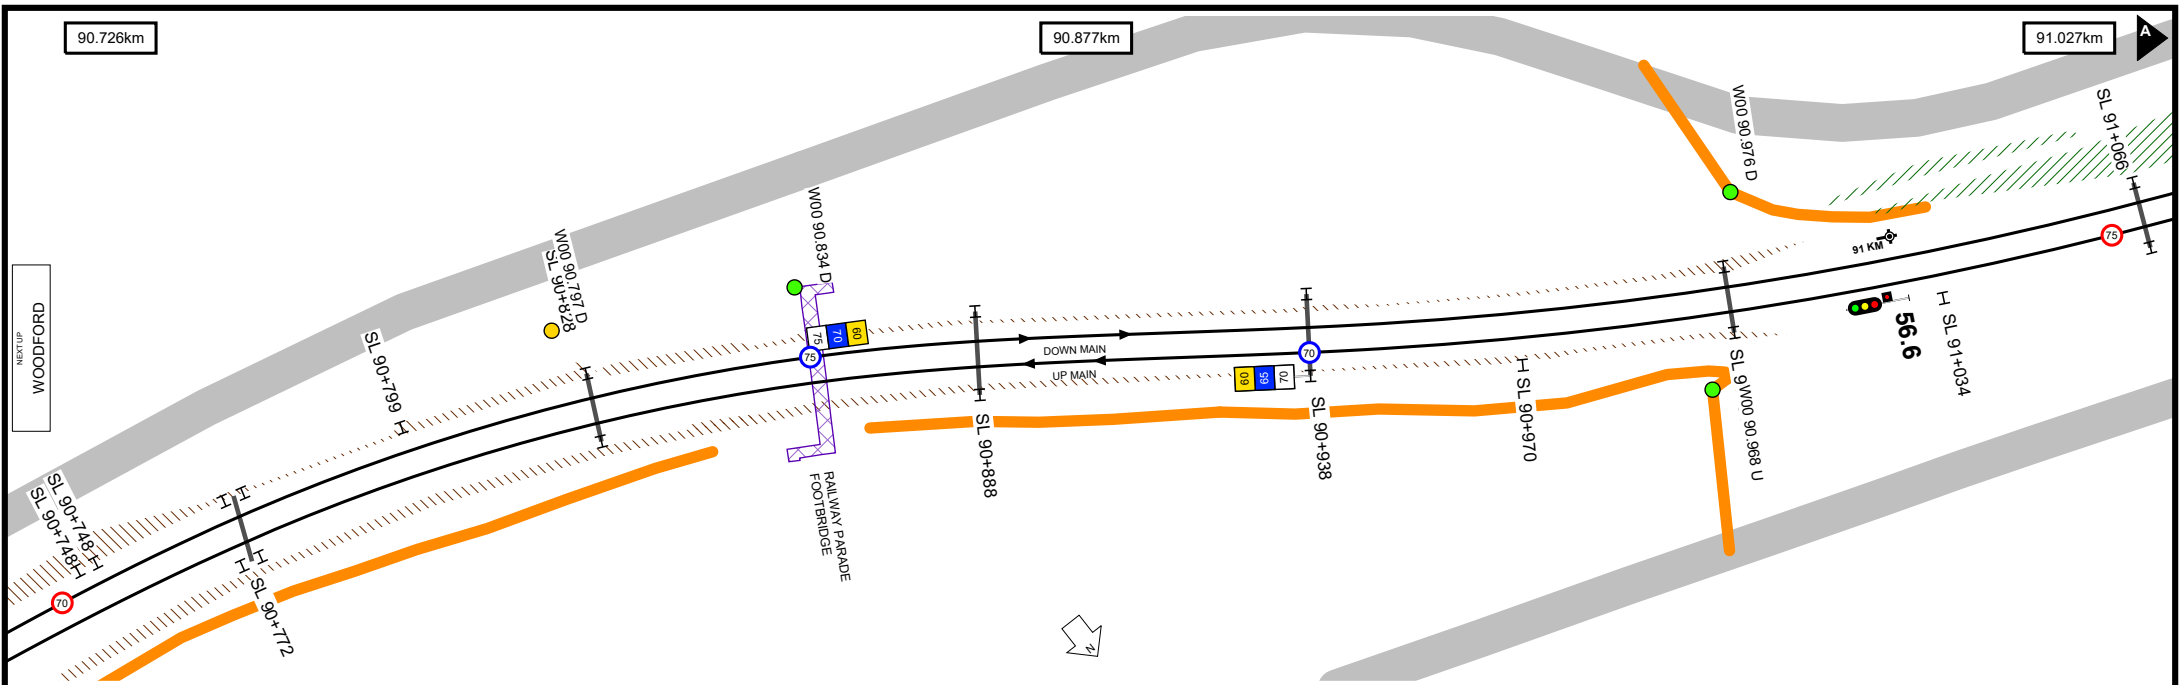 90.726km
90.877km
91.027km
A
NEXT UP
WOODFORD
SL 90+748
SL 90+748
70
SL 90+772
SL 90+799
W00 90.797 D
SL 90+828
W00 90.834 D
75
70
60
75
RAILWAY PARADE
FOOTBRIDGE
SL 90+888
DOWN MAIN
UP MAIN
60
65
70
70
SL 90+938
SL 90+970
W00 90.976 D
W00 90.968 U
91 KM
56.6
SL 91+034
SL 91+066
75
N